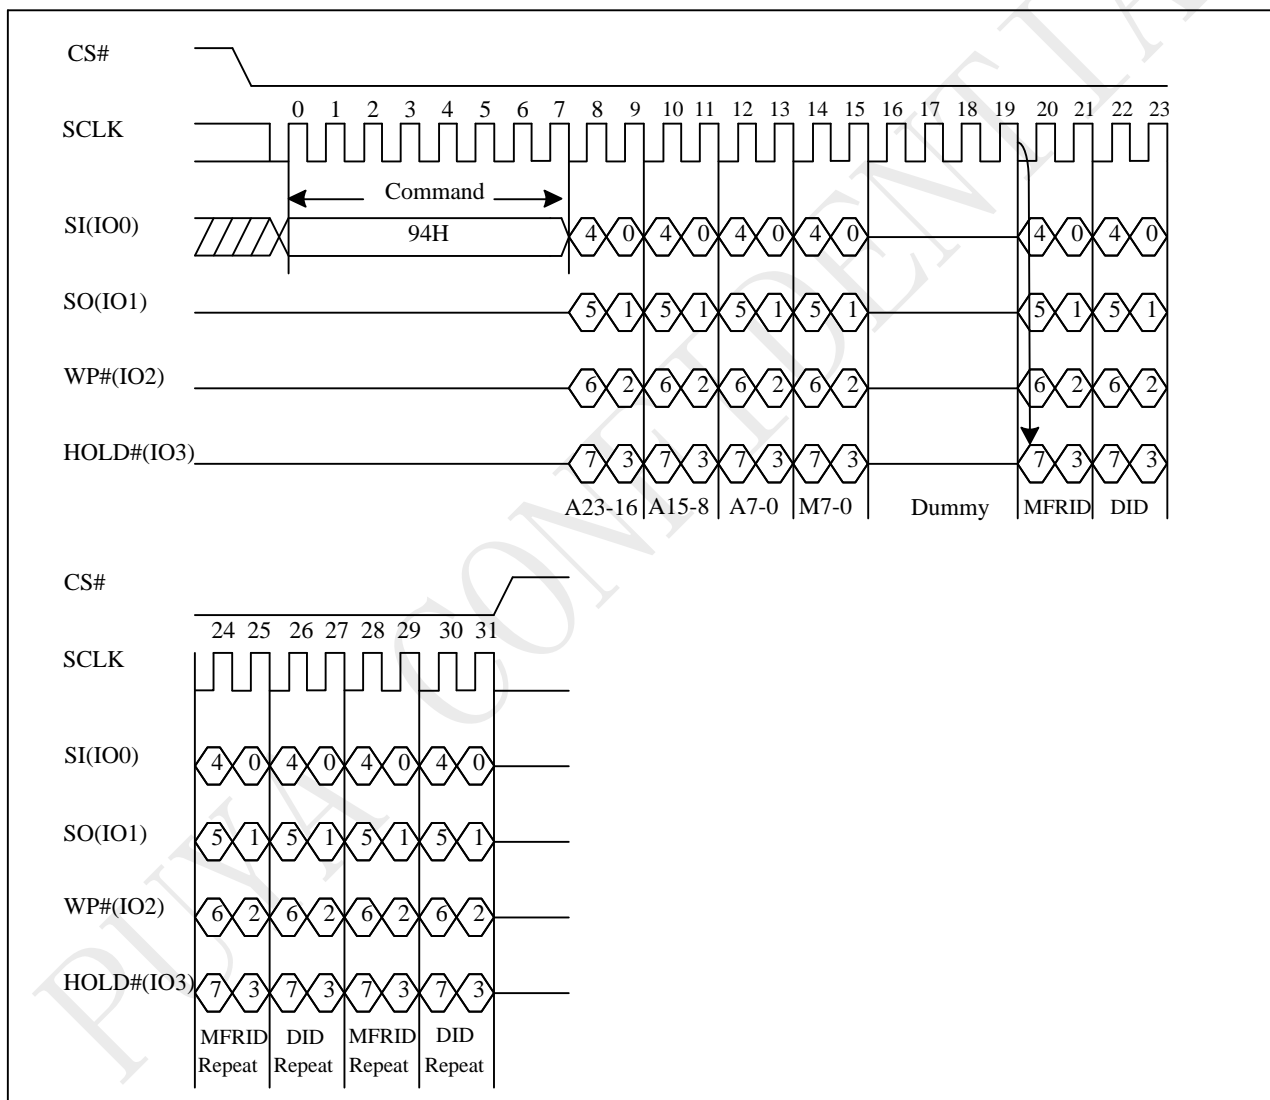 CS#
0 1 2 3 4 5 6 7 8 9 10 11 12 13 14 15 16 17 18 19 20 21 22 23
SCLK
Command
SI(IO0) 94H 4 0 4 0 4 0 4 0 4 0 4 0
SO(IO1) 5 1 5 1 5 1 5 1 5 1 5 1
WP#(IO2) 6 2 6 2 6 2 6 2 6 2 6 2
HOLD#(IO3) 7 3 7 3 7 3 7 3 7 3 7 3
A23-16 A15-8 A7-0 M7-0 Dummy MFRID DID
CS#
24 25 26 27 28 29 30 31
SCLK
SI(IO0) 4 0 4 0 4 0 4 0
SO(IO1) 5 1 5 1 5 1 5 1
WP#(IO2) 6 2 6 2 6 2 6 2
HOLD#(IO3) 7 3 7 3 7 3 7 3
MFRID DID MFRID DID
Repeat Repeat Repeat Repeat
PUYA CONFIDENTIA